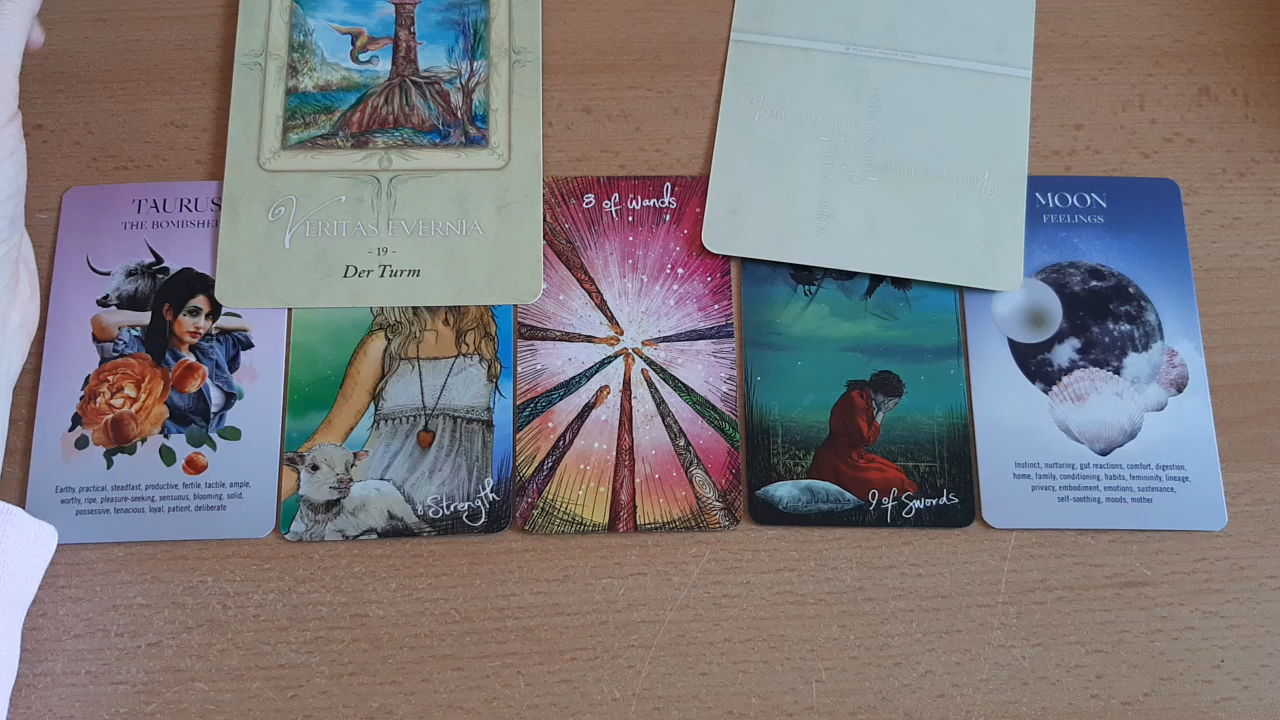 VERITAS EVERNIA
- 19 -
Der Turm
TAURUS
THE BOMBSHEL
Earthy, practical, steadfast, productive, fertile, tactile, ample,
worthy, ripe, pleasure-seeking, sensuous, blooming, solid,
possessive, tenacious, loyal, patient, deliberate
8 Strength
8 of Wands
9 of Swords
MOON
FEELINGS
Instinct, nurturing, gut reactions, comfort, digestion,
home, family, conditioning, habits, femininity, lineage,
privacy, embodiment, emotions, sustenance,
self-soothing, moods, mother